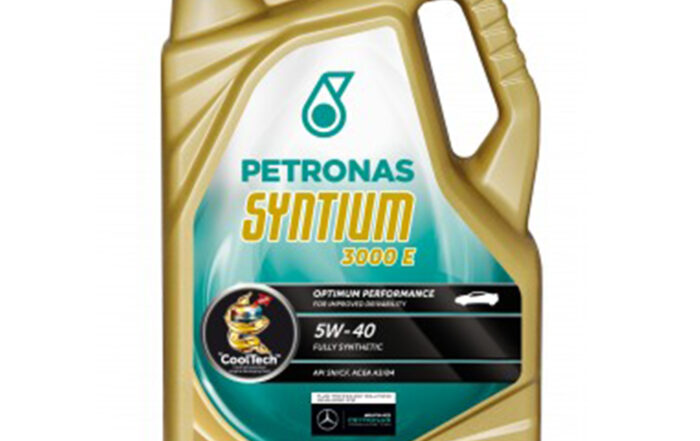 PETRONAS
SYNTIUM
3000 E
OPTIMUM PERFORMANCE
FOR IMPROVED DRIVABILITY
5W-40
FULLY SYNTHETIC
CoolTech
API SN/CF, ACEA A3/B4
PETRONAS